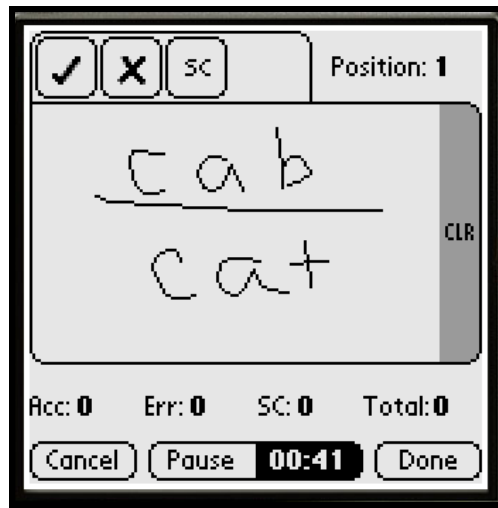 SC Position: 1
cab
cat
CLR
Acc: 0 Err: 0 SC: 0 Total: 0
Cancel Pause 00:41 Done